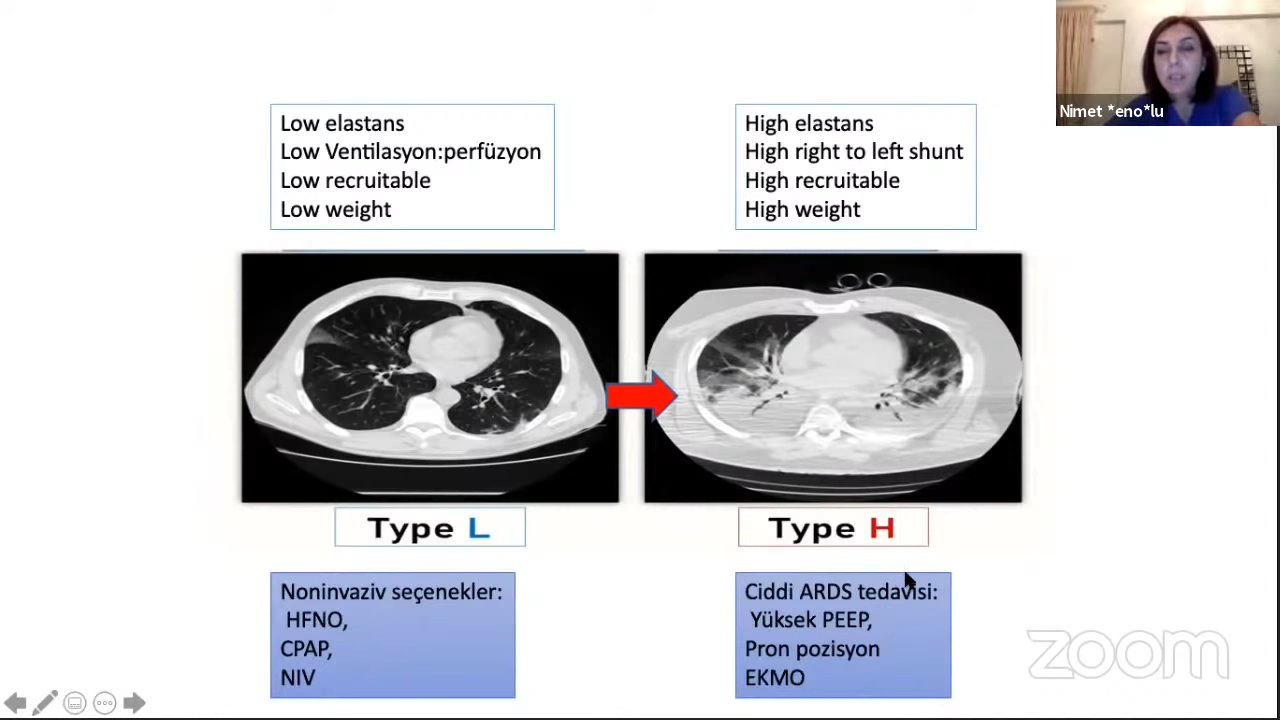 Nimet *eno*lu
Low elastans
Low Ventilasyon:perfüzyon
Low recruitable
Low weight
High elastans
High right to left shunt
High recruitable
High weight
Type L
Type H
Noninvaziv seçenekler:
HFNO,
CPAP,
NIV
Ciddi ARDS tedavisi:
Yüksek PEEP,
Pron pozisyon
EKMO
zoom